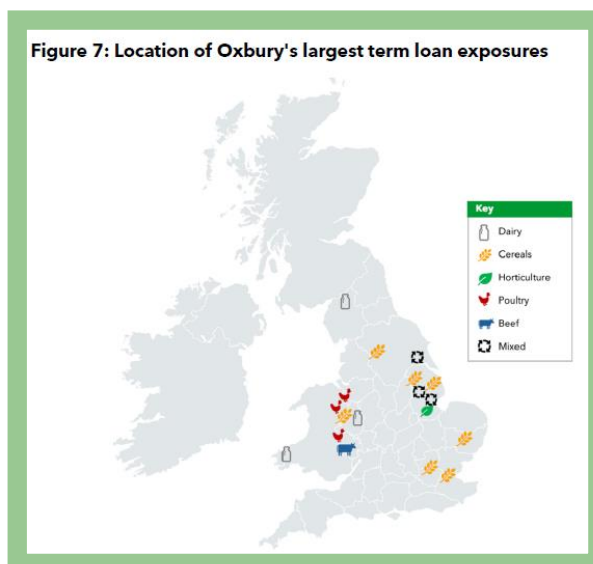 Figure 7: Location of Oxbury's largest term loan exposures
Key
Dairy
Cereals
Horticulture
Poultry
Beef
Mixed